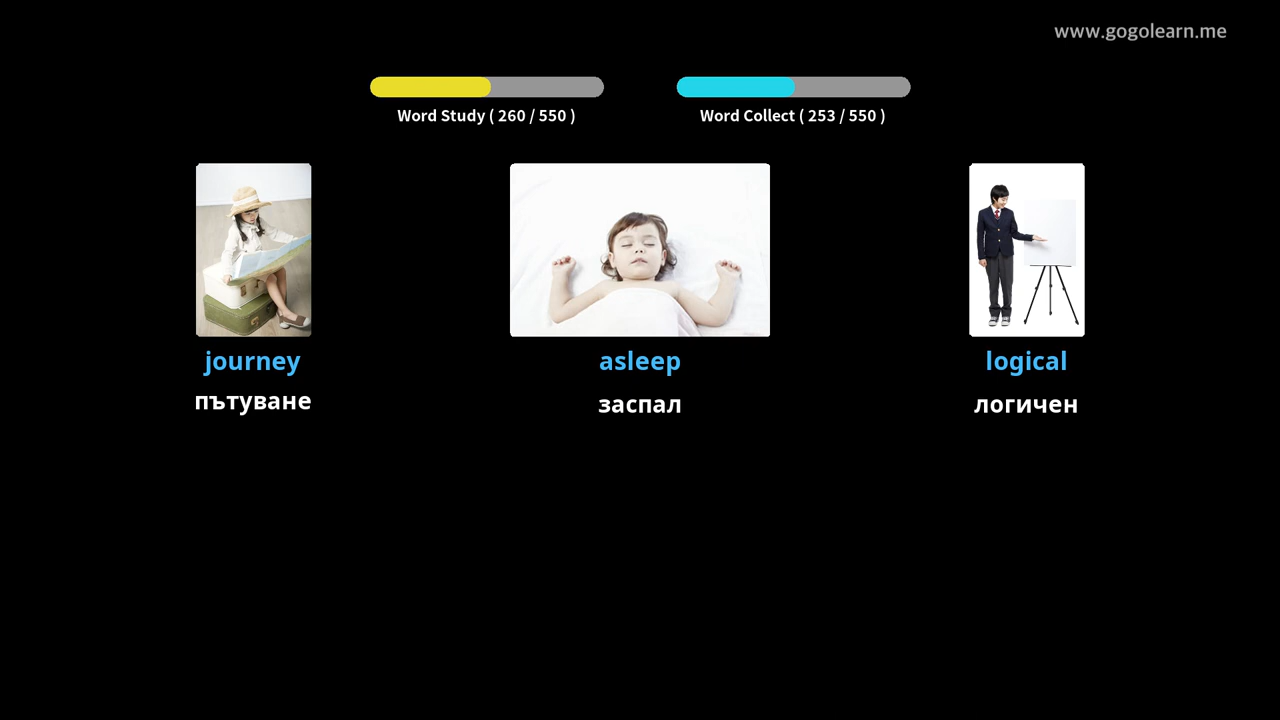 www.gogolearn.me
Word Study ( 260 / 550 )
Word Collect ( 253 / 550 )
journey
asleep
logical
пътуване
заспал
логичен